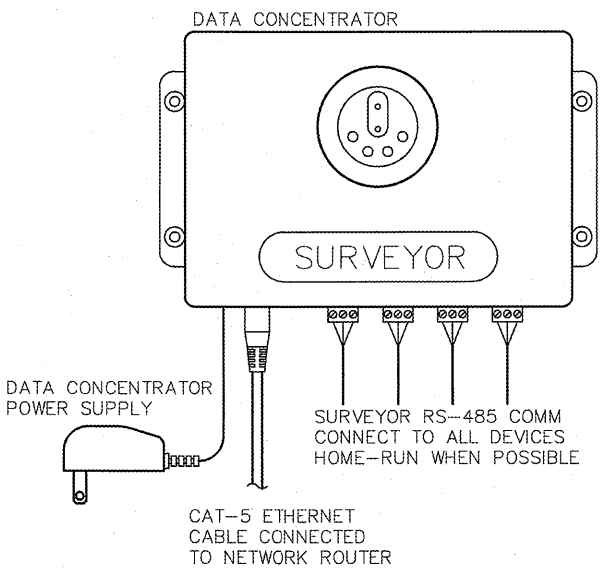 DATA CONCENTRATOR
SURVEYOR
DATA CONCENTRATOR
POWER SUPPLY
SURVEYOR RS-485 COMM
CONNECT TO ALL DEVICES
HOME-RUN WHEN POSSIBLE
CAT-5 ETHERNET
CABLE CONNECTED
TO NETWORK ROUTER